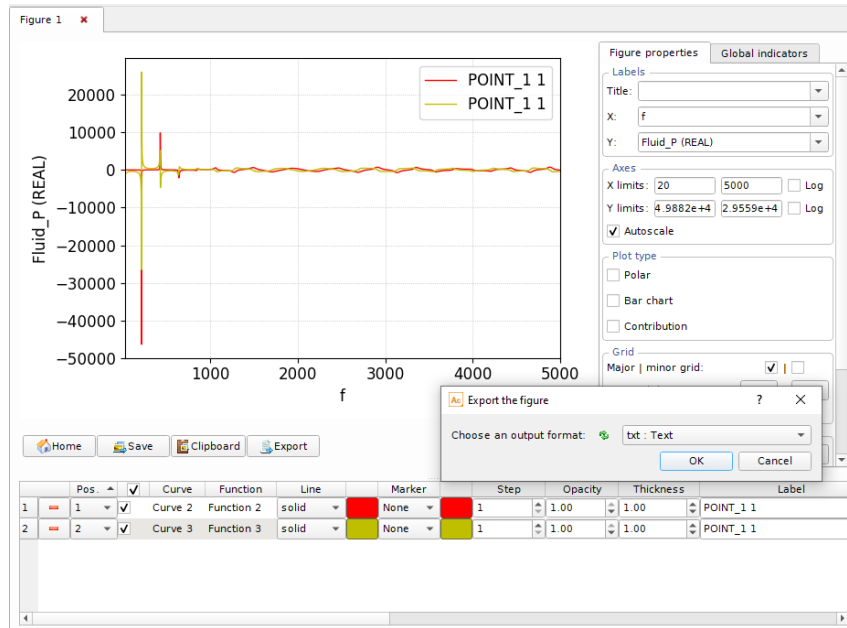 Figure 1
20000
10000
0
−10000
−20000
−30000
−40000
−50000
Fluid_P (REAL)
1000 2000 3000 4000 5000
f
POINT_1 1
POINT_1 1
Figure properties Global indicators
Labels
Title:
X: f
Y: Fluid_P (REAL)
Axes
X limits: 20 5000 Log
Y limits: 4.9882e+4 2.9559e+4 Log
Autoscale
Plot type
Polar
Bar chart
Contribution
Grid
Major | minor grid: |
Export the figure ?
Choose an output format: txt : Text
OK Cancel
Home Save Clipboard Export
Pos. Curve Function Line Marker Step Opacity Thickness Label
1 1 Curve 2 Function 2 solid None 1 1.00 1.00 POINT_1 1
2 2 Curve 3 Function 3 solid None 1 1.00 1.00 POINT_1 1